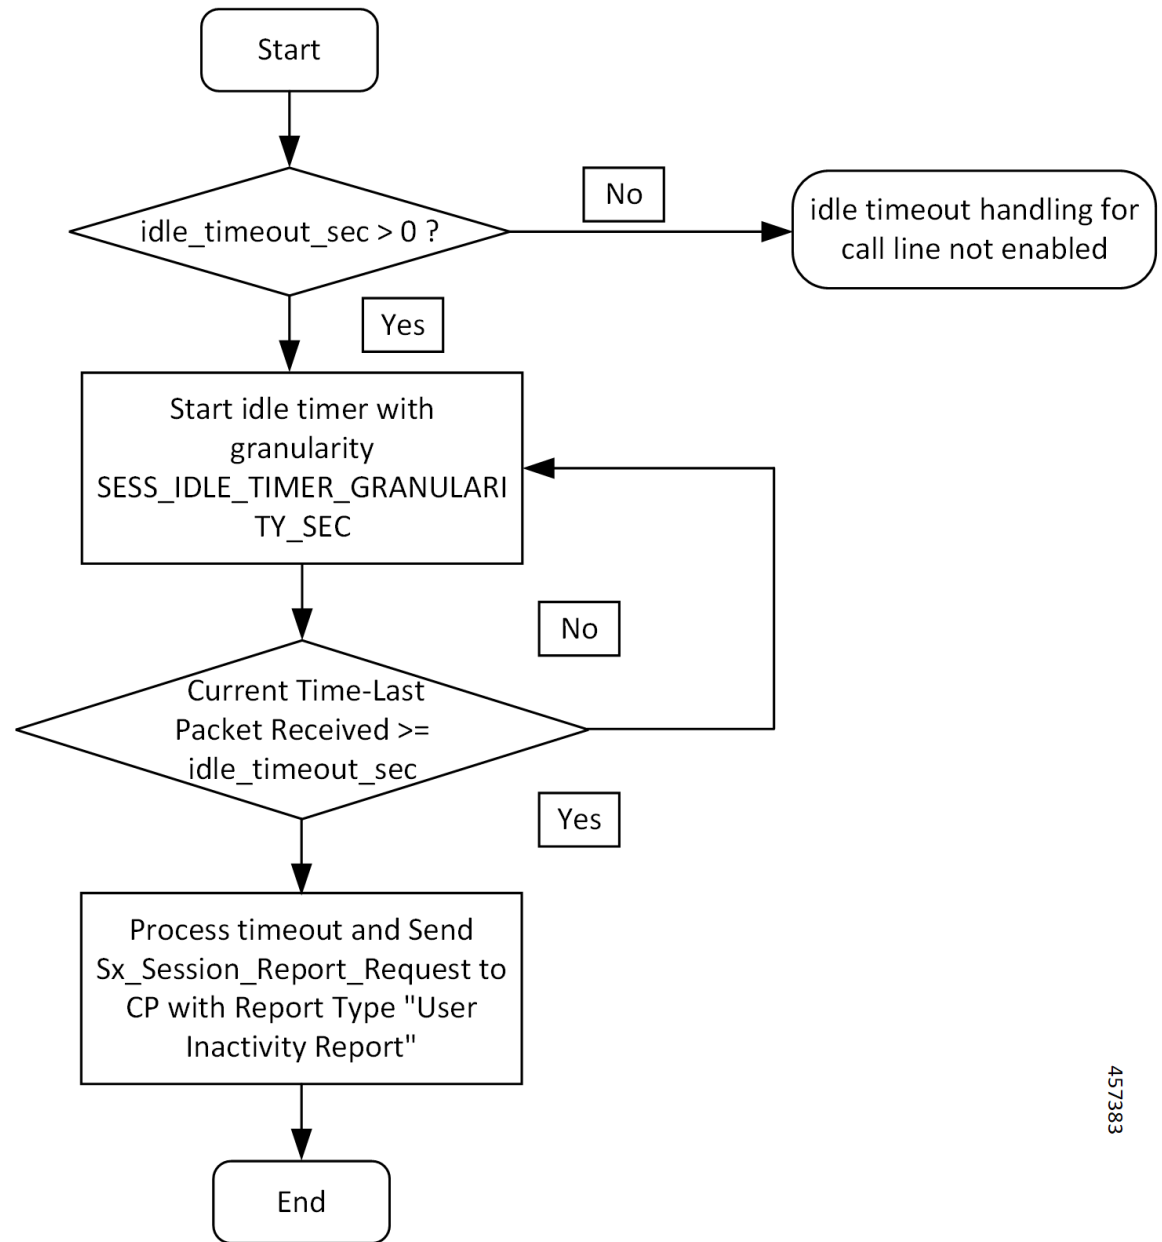 Start
idle_timeout_sec > 0 ?
No
idle timeout handling for
call line not enabled
Yes
Start idle timer with
granularity
SESS_IDLE_TIMER_GRANULARI
TY_SEC
No
Current Time-Last
Packet Received >=
idle_timeout_sec
Yes
Process timeout and Send
Sx_Session_Report_Request to
CP with Report Type "User
Inactivity Report"
End
457383